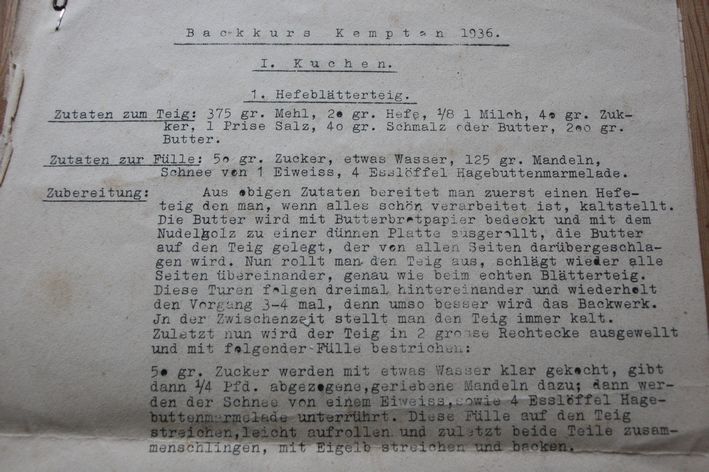 Backkurs Kempten 1936.
I. Kuchen.
1. Hefeblätterteig.
Zutaten zum Teig: 375 gr. Mehl, 20 gr. Hefe, 1/8 l Milch, 40 gr. Zuk-
ker, 1 Prise Salz, 40 gr. Schmalz oder Butter, 200 gr.
Butter.
Zutaten zur Fülle: 50 gr. Zucker, etwas Wasser, 125 gr. Mandeln,
Schnee von 1 Eiweiss, 4 Esslöffel Hagebuttenmarmelade.
Zubereitung: Aus obigen Zutaten bereitet man zuerst einen Hefe-
teig den man, wenn alles schön verarbeitet ist, kaltstellt.
Die Butter wird mit Butterbrotpapier bedeckt und mit dem
Nudelholz zu einer dünnen Platte ausgerollt, die Butter
auf den Teig gelegt, der von allen Seiten darübergeschla-
gen wird. Nun rollt man den Teig aus, schlägt wieder alle
Seiten übereinander, genau wie beim echten Blätterteig.
Diese Turen folgen dreimal hintereinander und wiederholt
den Vorgang 3-4 mal, denn umso besser wird das Backwerk.
Jn der Zwischenzeit stellt man den Teig immer kalt.
Zuletzt nun wird der Teig in 2 grosse Rechtecke ausgewellt
und mit folgender Fülle bestrichen:
50 gr. Zucker werden mit etwas Wasser klar gekocht, gibt
dann 1/4 Pfd. abgezogene,geriebene Mandeln dazu; dann wer-
den der Schnee von einem Eiweiss,sowie 4 Esslöffel Hage-
buttenmarmelade unterrührt. Diese Fülle auf den Teig
streichen,leicht aufrollen und zuletzt beide Teile zusam-
menschlingen, mit Eigelb streichen und backen.